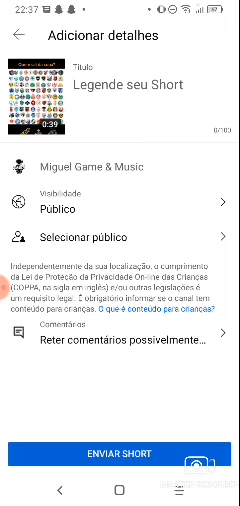 22:37
Adicionar detalhes
Título
Legende seu Short
0:39
0/100
Miguel Game & Music
Visibilidade
Público
Selecionar público
Independentemente da sua localização, o cumprimento
da Lei de Proteção da Privacidade On-line das Crianças
(COPPA, na sigla em inglês) e/ou outras legislações é
um requisito legal. É obrigatório informar se o canal tem
conteúdo para crianças. O que é conteúdo para crianças?
Comentários
Reter comentários possivelmente...
ENVIAR SHORT